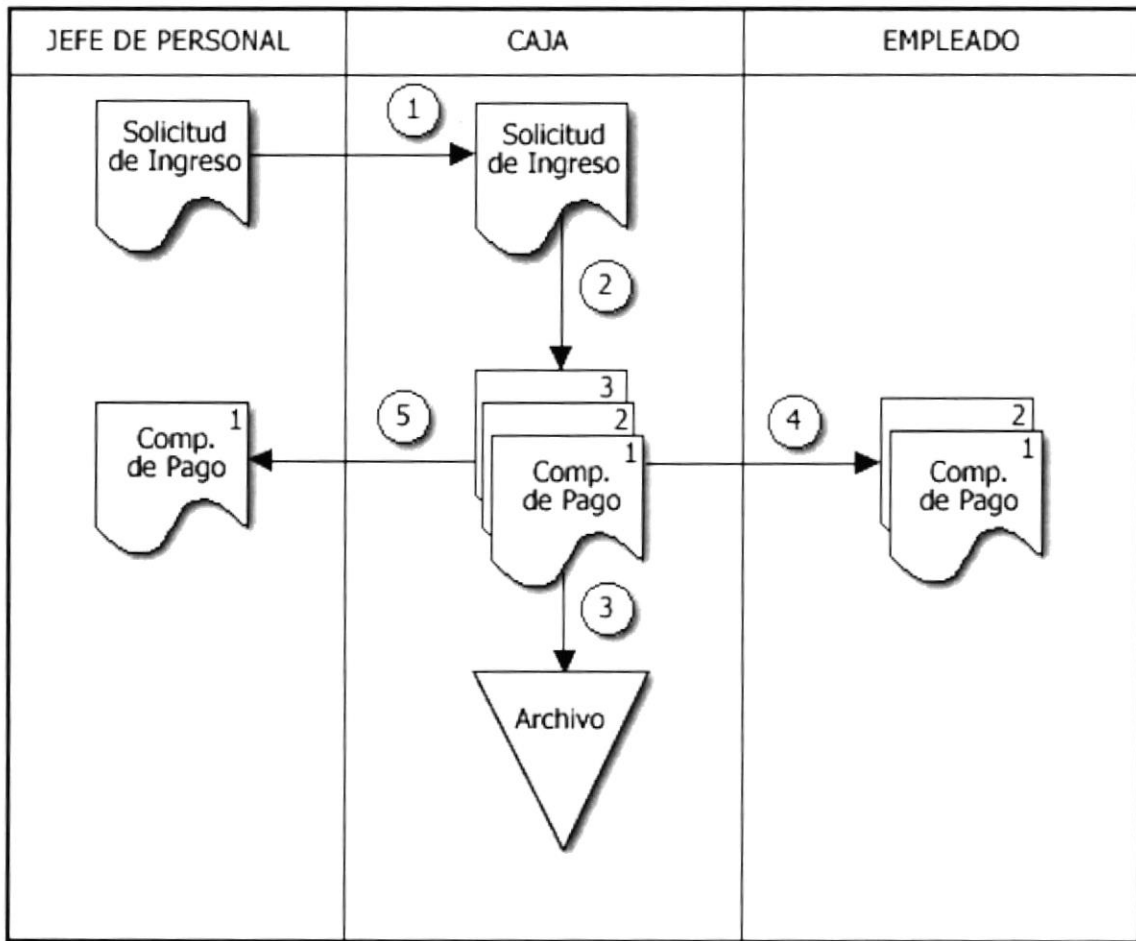 JEFE DE PERSONAL
CAJA
EMPLEADO
Solicitud
de Ingreso
1
Solicitud
de Ingreso
2
1
Comp.
de Pago
5
3
2
1
Comp.
de Pago
4
2
1
Comp.
de Pago
3
Archivo